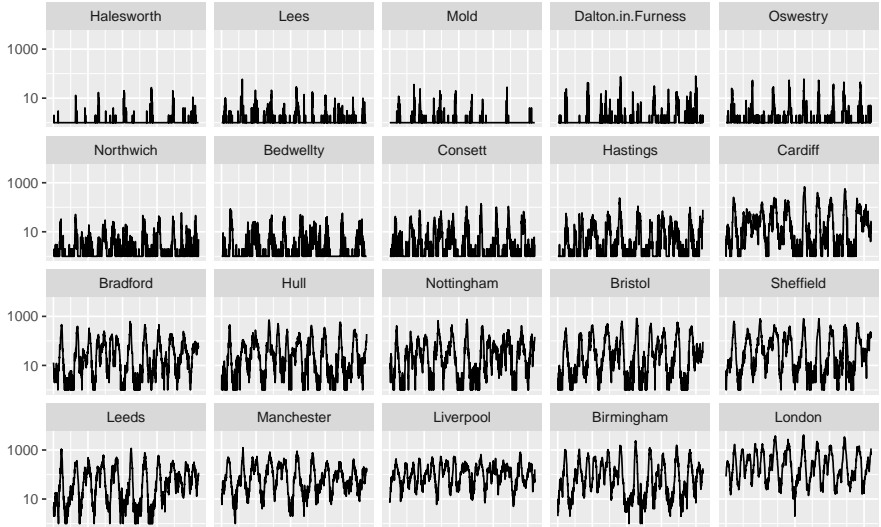 Halesworth Lees Mold Dalton.in.Furness Oswestry
1000
10
Northwich Bedwellty Consett Hastings Cardiff
1000
10
Bradford Hull Nottingham Bristol Sheffield
1000
10
Leeds Manchester Liverpool Birmingham London
1000
10